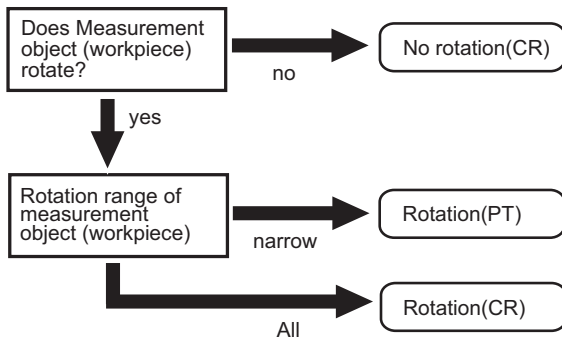 Does Measurement
object (workpiece)
rotate?
no
No rotation(CR)
yes
Rotation range of
measurement
object (workpiece)
narrow
Rotation(PT)
All
Rotation(CR)